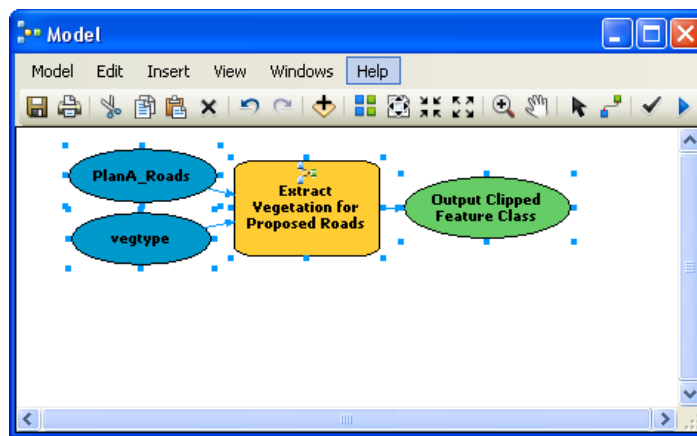 Model
Model Edit Insert View Windows Help
PlanA_Roads
vegtype
Extract
Vegetation for
Proposed Roads
Output Clipped
Feature Class